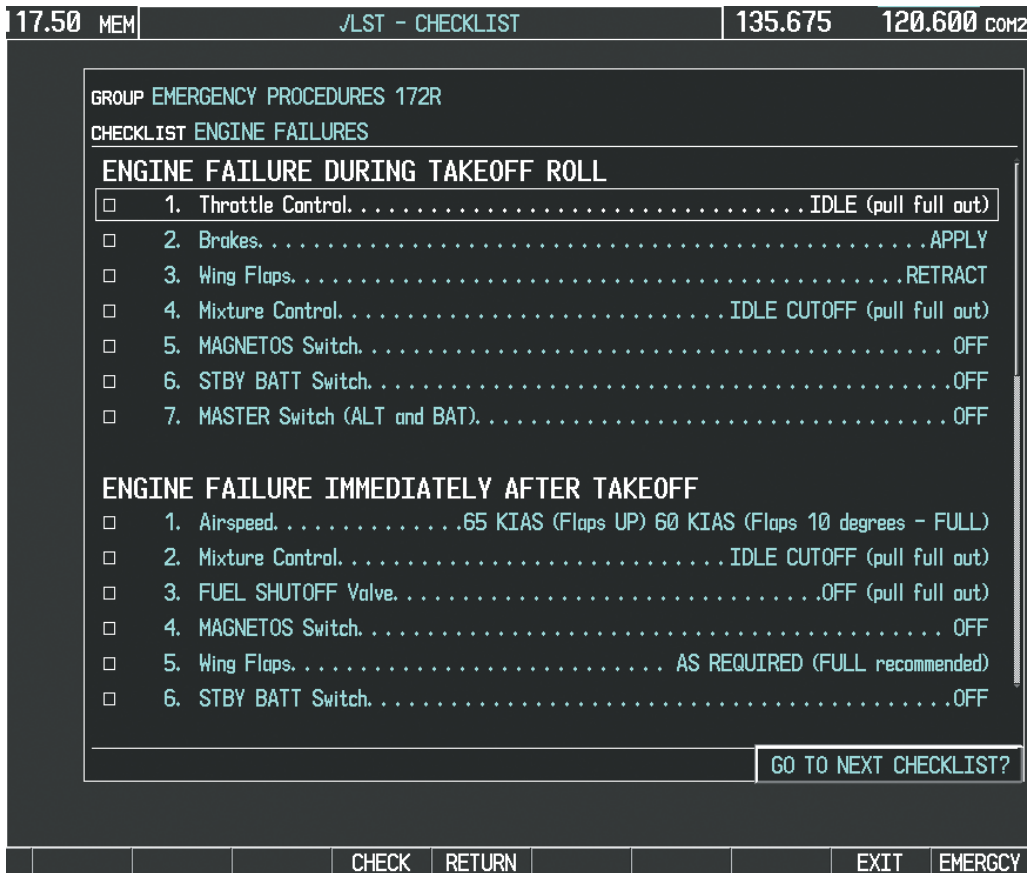 117.50 MEM √LST – CHECKLIST 135.675 120.600 COM2
GROUP EMERGENCY PROCEDURES 172R
CHECKLIST ENGINE FAILURES
ENGINE FAILURE DURING TAKEOFF ROLL
1. Throttle Control. . . . . . . . . . . . . . . . . . . . . . . . . . . . . . . . . IDLE (pull full out)
2. Brakes. . . . . . . . . . . . . . . . . . . . . . . . . . . . . . . . . . . . . . . . . . . . . . . . APPLY
3. Wing Flaps. . . . . . . . . . . . . . . . . . . . . . . . . . . . . . . . . . . . . . . . . . . . RETRACT
4. Mixture Control. . . . . . . . . . . . . . . . . . . . . . . . . . . . IDLE CUTOFF (pull full out)
5. MAGNETOS Switch. . . . . . . . . . . . . . . . . . . . . . . . . . . . . . . . . . . . . . . . . . OFF
6. STBY BATT Switch. . . . . . . . . . . . . . . . . . . . . . . . . . . . . . . . . . . . . . . . . . OFF
7. MASTER Switch (ALT and BAT). . . . . . . . . . . . . . . . . . . . . . . . . . . . . . . . . . OFF
ENGINE FAILURE IMMEDIATELY AFTER TAKEOFF
1. Airspeed. . . . . . . . . . . . . . 65 KIAS (Flaps UP) 60 KIAS (Flaps 10 degrees – FULL)
2. Mixture Control. . . . . . . . . . . . . . . . . . . . . . . . . . . . IDLE CUTOFF (pull full out)
3. FUEL SHUTOFF Valve. . . . . . . . . . . . . . . . . . . . . . . . . . . . . . . OFF (pull full out)
4. MAGNETOS Switch. . . . . . . . . . . . . . . . . . . . . . . . . . . . . . . . . . . . . . . . . . OFF
5. Wing Flaps. . . . . . . . . . . . . . . . . . . . . . . . . . . AS REQUIRED (FULL recommended)
6. STBY BATT Switch. . . . . . . . . . . . . . . . . . . . . . . . . . . . . . . . . . . . . . . . . . OFF
GO TO NEXT CHECKLIST?
CHECK RETURN EXIT EMERGCY